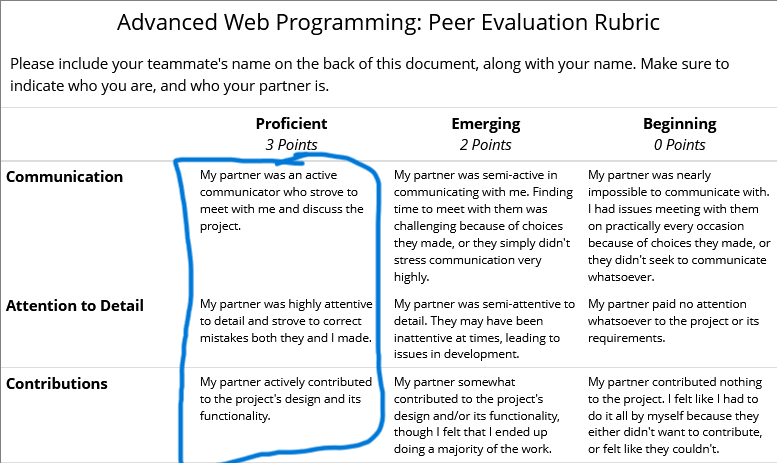 Advanced Web Programming: Peer Evaluation Rubric
Please include your teammate's name on the back of this document, along with your name. Make sure to
indicate who you are, and who your partner is.
Proficient
3 Points
Emerging
2 Points
Beginning
0 Points
Communication
My partner was an active
communicator who strove to
meet with me and discuss the
project.
My partner was semi-active in
communicating with me. Finding
time to meet with them was
challenging because of choices
they made, or they simply didn't
stress communication very
highly.
My partner was nearly
impossible to communicate with.
I had issues meeting with them
on practically every occasion
because of choices they made, or
they didn't seek to communicate
whatsoever.
Attention to Detail
My partner was highly attentive
to detail and strove to correct
mistakes both they and I made.
My partner was semi-attentive to
detail. They may have been
inattentive at times, leading to
issues in development.
My partner paid no attention
whatsoever to the project or its
requirements.
Contributions
My partner actively contributed
to the project's design and its
functionality.
My partner somewhat
contributed to the project's
design and/or its functionality,
though I felt that I ended up
doing a majority of the work.
My partner contributed nothing
to the project. I felt like I had to
do it all by myself because they
either didn't want to contribute,
or felt like they couldn't.